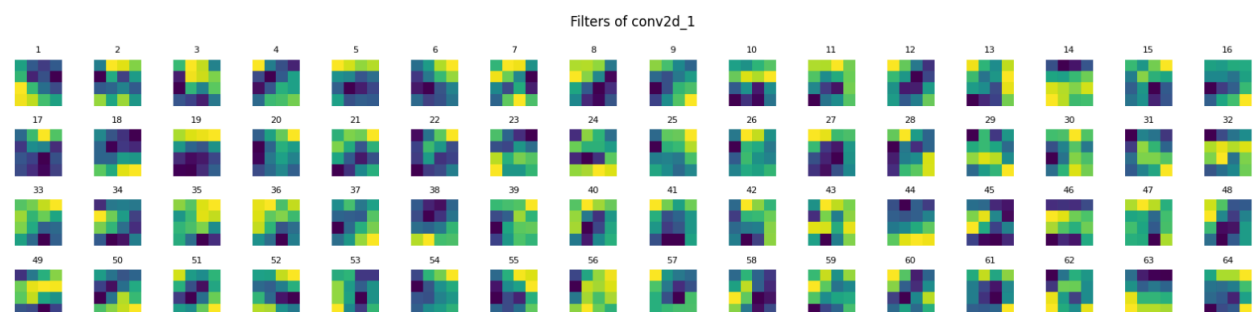 Filters of conv2d_1
1 2 3 4 5 6 7 8 9 10 11 12 13 14 15 16
17 18 19 20 21 22 23 24 25 26 27 28 29 30 31 32
33 34 35 36 37 38 39 40 41 42 43 44 45 46 47 48
49 50 51 52 53 54 55 56 57 58 59 60 61 62 63 64